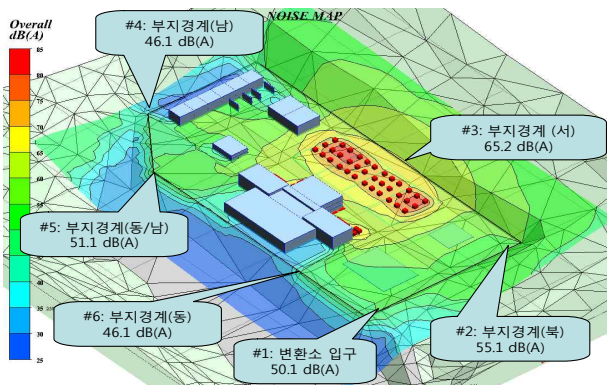 Overall
dB(A)
NOISE MAP
85
80
75
70
65
60
55
50
45
40
35
30
25
#4: 부지경계(남)
46.1 dB(A)
#3: 부지경계 (서)
65.2 dB(A)
#5: 부지경계(동/남)
51.1 dB(A)
#6: 부지경계(동)
46.1 dB(A)
#1: 변환소 입구
50.1 dB(A)
#2: 부지경계(북)
55.1 dB(A)